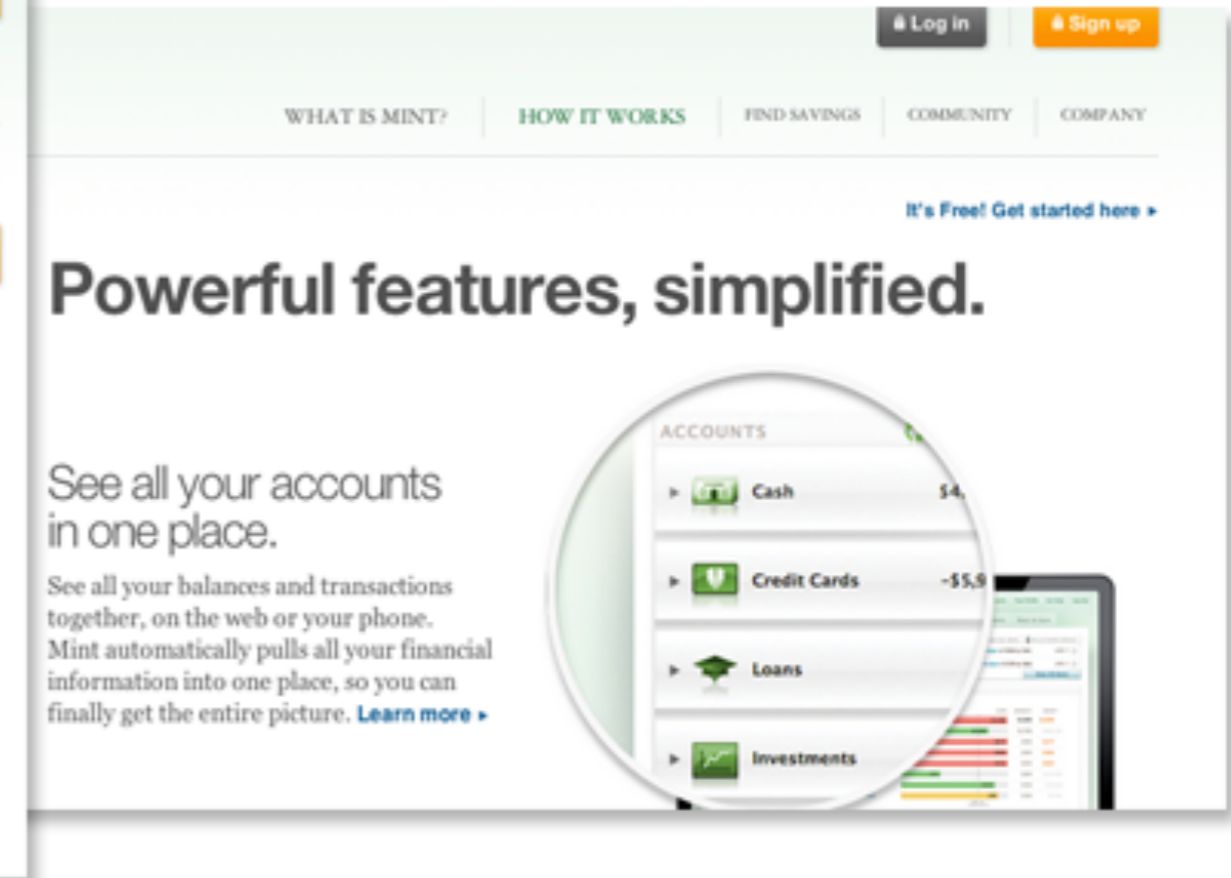 Log in
Sign up
WHAT IS MINT?
HOW IT WORKS
FIND SAVINGS
COMMUNITY
COMPANY
It's Free! Get started here ▸
Powerful features, simplified.
See all your accounts
in one place.
See all your balances and transactions
together, on the web or your phone.
Mint automatically pulls all your financial
information into one place, so you can
finally get the entire picture. Learn more ▸
ACCOUNTS
Cash $4,
Credit Cards -$5,9
Loans
Investments